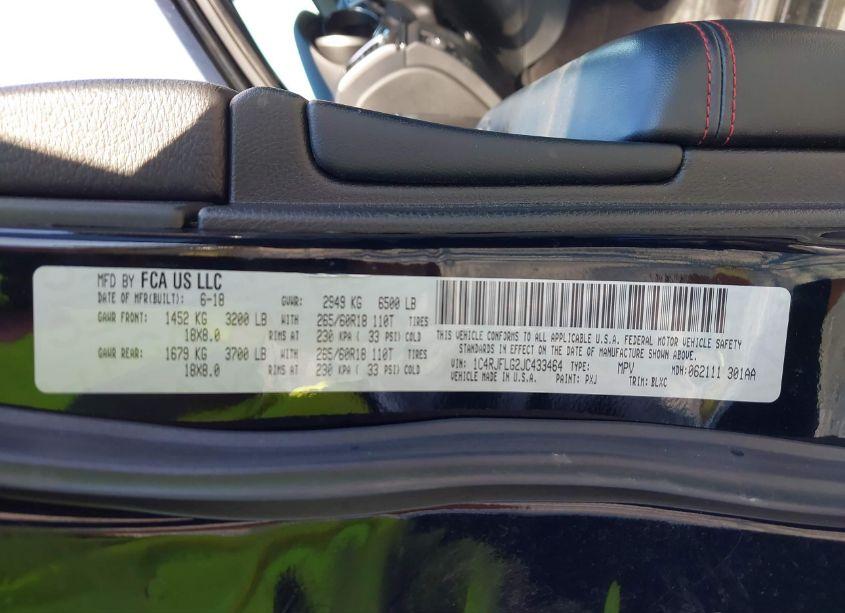 MFD BY FCA US LLC
DATE OF MFR(BUILT): 6-18 GVWR: 2949 KG 6500 LB
GAWR FRONT: 1452 KG 3200 LB WITH 265/60R18 110T TIRES
18X8.0 RIMS AT 230 KPA ( 33 PSI) COLD
GAWR REAR: 1679 KG 3700 LB WITH 265/60R18 110T TIRES
18X8.0 RIMS AT 230 KPA ( 33 PSI) COLD
THIS VEHICLE CONFORMS TO ALL APPLICABLE U.S.A. FEDERAL MOTOR VEHICLE SAFETY
STANDARDS IN EFFECT ON THE DATE OF MANUFACTURE SHOWN ABOVE.
VIN: 1C4RJFLG2JC433464 TYPE: MPV MDH: 062111 301AA
VEHICLE MADE IN U.S.A. PAINT: PXJ TRIM: BLXC